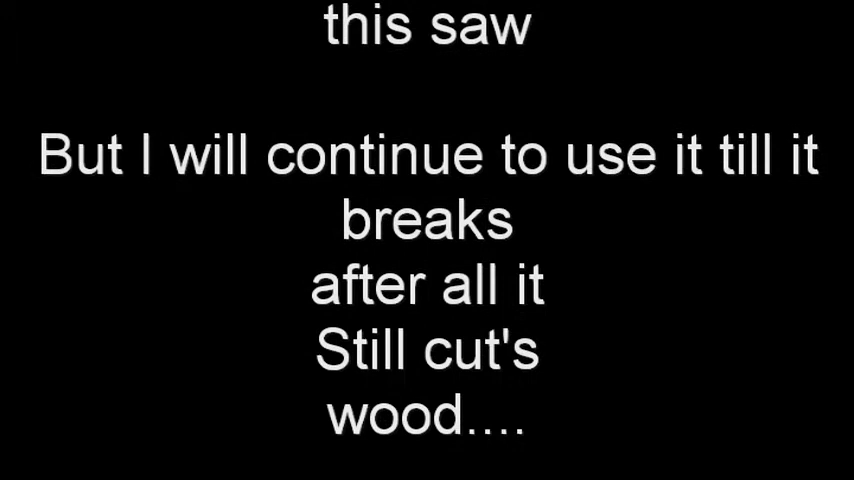 this saw
But I will continue to use it till it
breaks
after all it
Still cut's
wood....